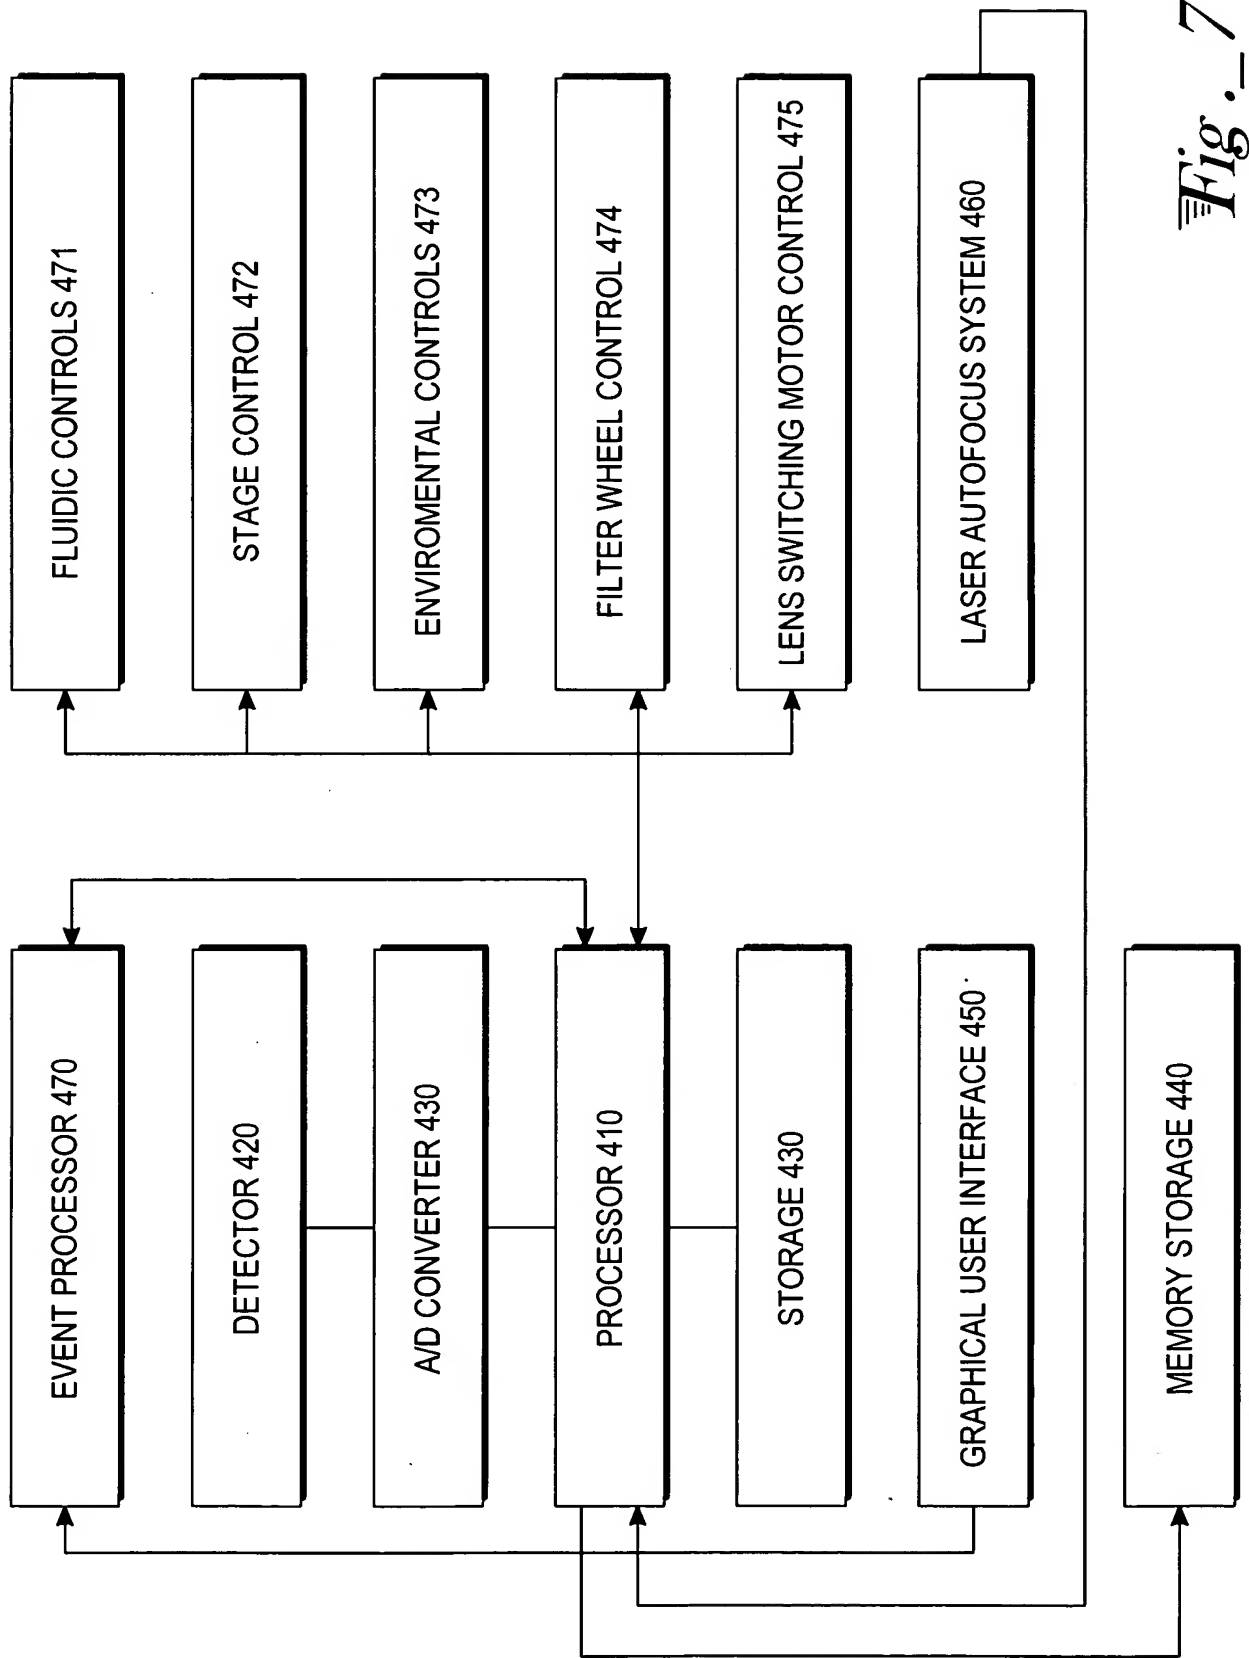 EVENT PROCESSOR 470
DETECTOR 420
A/D CONVERTER 430
PROCESSOR 410
STORAGE 430
GRAPHICAL USER INTERFACE 450
MEMORY STORAGE 440
FLUIDIC CONTROLS 471
STAGE CONTROL 472
ENVIROMENTAL CONTROLS 473
FILTER WHEEL CONTROL 474
LENS SWITCHING MOTOR CONTROL 475
LASER AUTOFOCUS SYSTEM 460
Fig._7